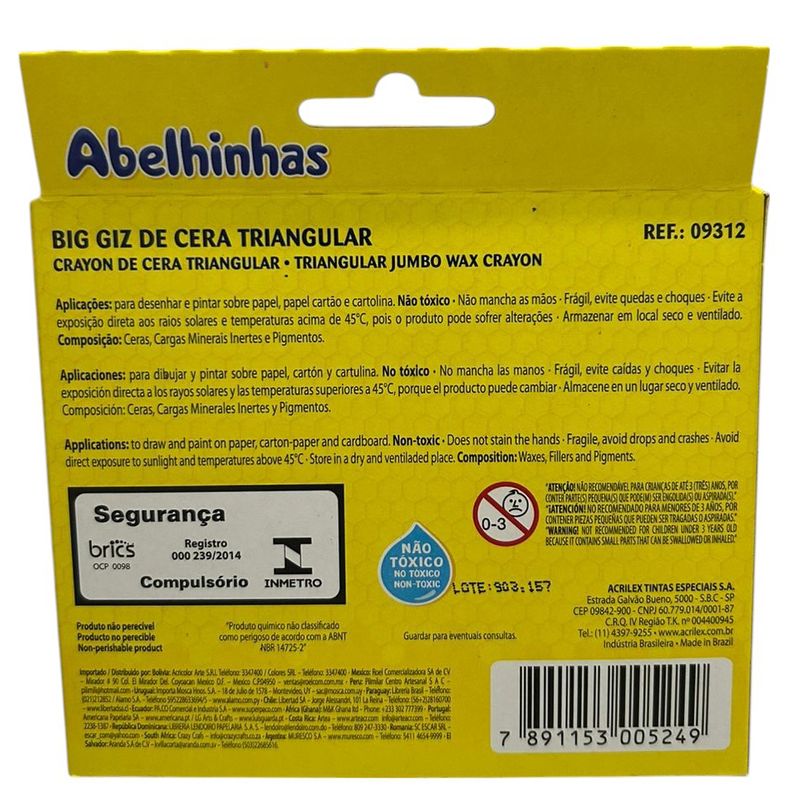 Abelhinhas
BIG GIZ DE CERA TRIANGULAR
REF.: 09312
CRAYON DE CERA TRIANGULAR • TRIANGULAR JUMBO WAX CRAYON
Aplicações: para desenhar e pintar sobre papel, papel cartão e cartolina. Não tóxico · Não mancha as mãos · Frágil, evite quedas e choques · Evite a
exposição direta aos raios solares e temperaturas acima de 45°C, pois o produto pode sofrer alterações · Armazenar em local seco e ventilado.
Composição: Ceras, Cargas Minerais Inertes e Pigmentos.
Aplicaciones: para dibujar y pintar sobre papel, cartón y cartulina. No tóxico · No mancha las manos · Frágil, evite caídas y choques · Evitar la
exposición directa a los rayos solares y las temperaturas superiores a 45°C, porque el producto puede cambiar · Almacene en un lugar seco y ventilado.
Composición: Ceras, Cargas Minerales Inertes y Pigmentos.
Applications: to draw and paint on paper, carton-paper and cardboard. Non-toxic · Does not stain the hands · Fragile, avoid drops and crashes · Avoid
direct exposure to sunlight and temperatures above 45°C · Store in a dry and ventiladed place. Composition: Waxes, Fillers and Pigments.
Segurança
brics
OCP 0098
Registro
000 239/2014
Compulsório
INMETRO
NÃO
TÓXICO
NO TÓXICO
NON-TOXIC
0-3
"ATENÇÃO! NÃO RECOMENDÁVEL PARA CRIANÇAS DE ATÉ 3 (TRÊS) ANOS, POR
CONTER PARTE(S) PEQUENA(S) QUE PODE(M) SER ENGOLIDA(S) OU ASPIRADA(S)."
"¡ATENCIÓN! NO RECOMENDADO PARA MENORES DE 3 AÑOS, POR
CONTENER PIEZAS PEQUEÑAS QUE PUEDEN SER TRAGADAS O ASPIRADAS."
"WARNING! NOT RECOMMENDED FOR CHILDREN UNDER 3 YEARS OLD
BECAUSE IT CONTAINS SMALL PARTS THAT CAN BE SWALLOWED OR INHALED."
LOTE:903.157
Produto não perecível
Producto no perecible
Non-perishable product
"Produto químico não classificado
como perigoso de acordo com a ABNT
NBR 14725-2"
Guardar para eventuais consultas.
ACRILEX TINTAS ESPECIAIS S.A.
Estrada Galvão Bueno, 5000 - S.B.C - SP
CEP 09842-900 - CNPJ 60.779.014/0001-87
C.R.Q. IV Região T.K. nº 004400945
Tel.: (11) 4397-9255 • www.acrilex.com.br
Indústria Brasileira • Made in Brazil
Importado / Distribuido por: Bolivia: Acticolor Arte S.R.L. Teléfono: 3347400 / Colores SRL
7 891153 005249